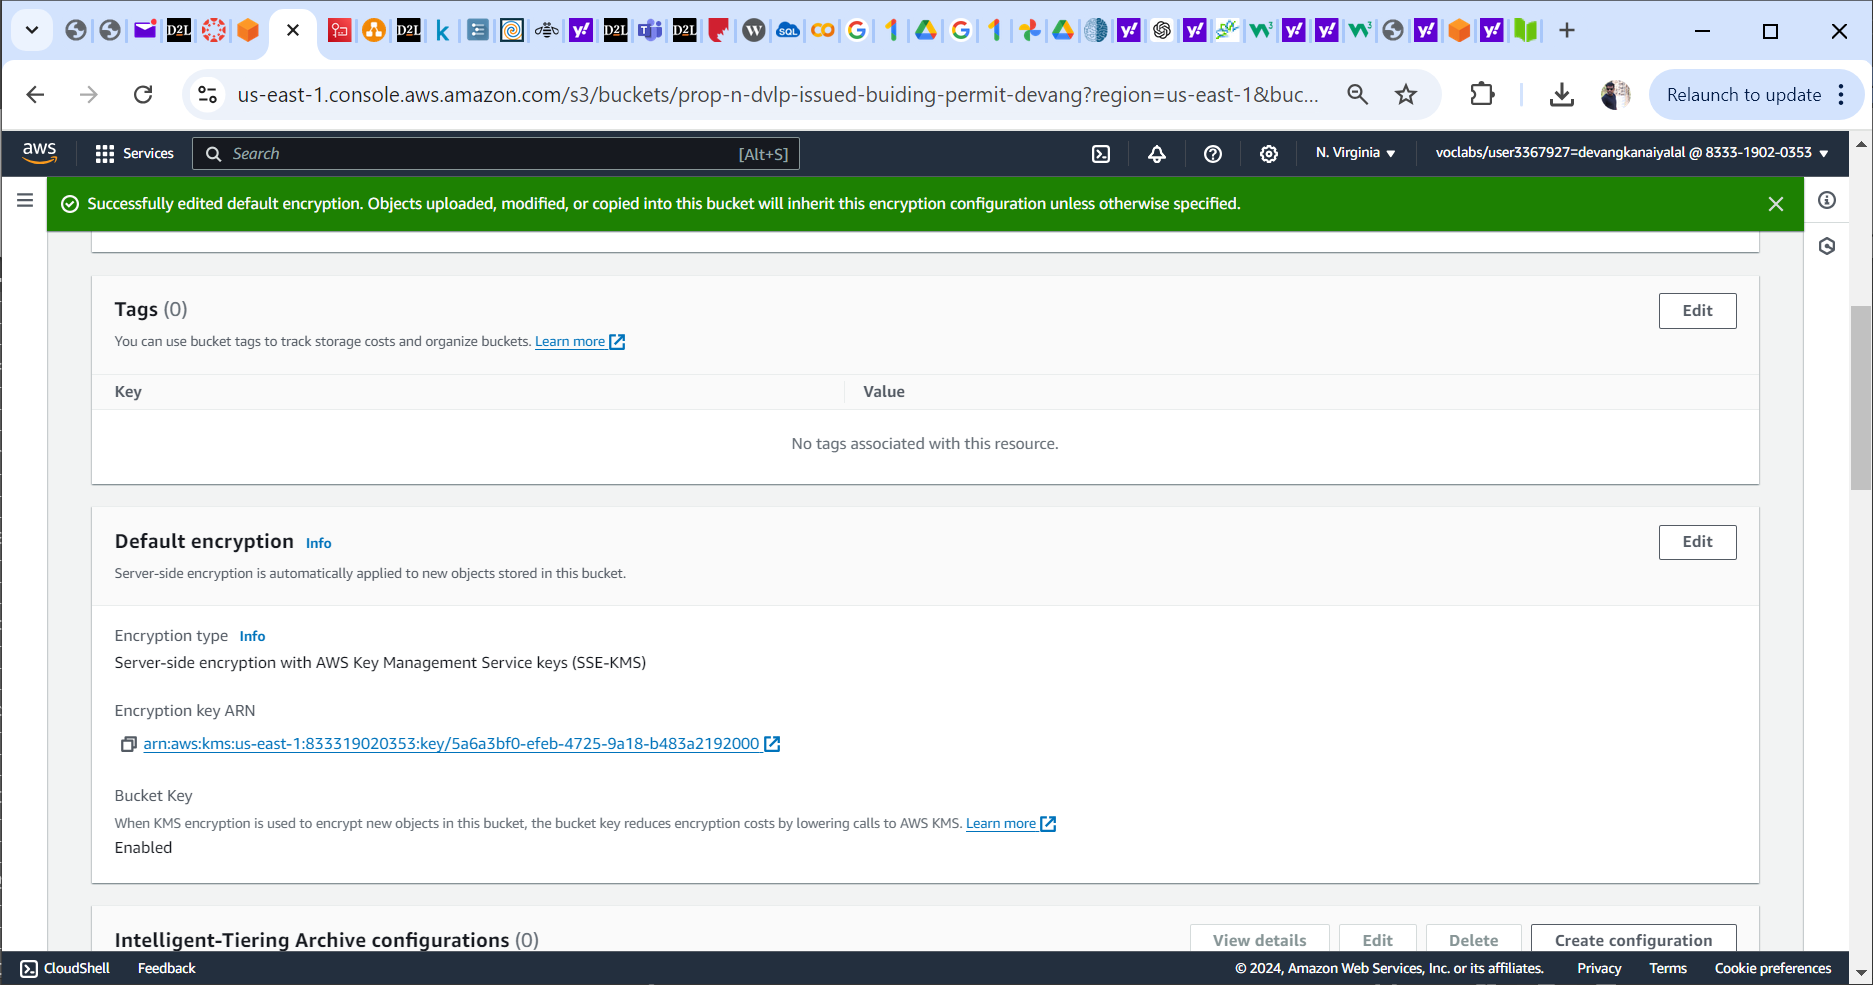 D2L
D2L
D2L
D2L
SQL
us-east-1.console.aws.amazon.com/s3/buckets/prop-n-dvlp-issued-buiding-permit-devang?region=us-east-1&buc...
Relaunch to update
aws
Services
Search
[Alt+S]
N. Virginia
voclabs/user3367927=devangkanaiyalal @ 8333-1902-0353
Successfully edited default encryption. Objects uploaded, modified, or copied into this bucket will inherit this encryption configuration unless otherwise specified.
Tags (0)
Edit
You can use bucket tags to track storage costs and organize buckets. Learn more
Key
Value
No tags associated with this resource.
Default encryption Info
Edit
Server-side encryption is automatically applied to new objects stored in this bucket.
Encryption type Info
Server-side encryption with AWS Key Management Service keys (SSE-KMS)
Encryption key ARN
arn:aws:kms:us-east-1:833319020353:key/5a6a3bf0-efeb-4725-9a18-b483a2192000
Bucket Key
When KMS encryption is used to encrypt new objects in this bucket, the bucket key reduces encryption costs by lowering calls to AWS KMS. Learn more
Enabled
Intelligent-Tiering Archive configurations (0)
View details
Edit
Delete
Create configuration
CloudShell
Feedback
© 2024, Amazon Web Services, Inc. or its affiliates.
Privacy
Terms
Cookie preferences